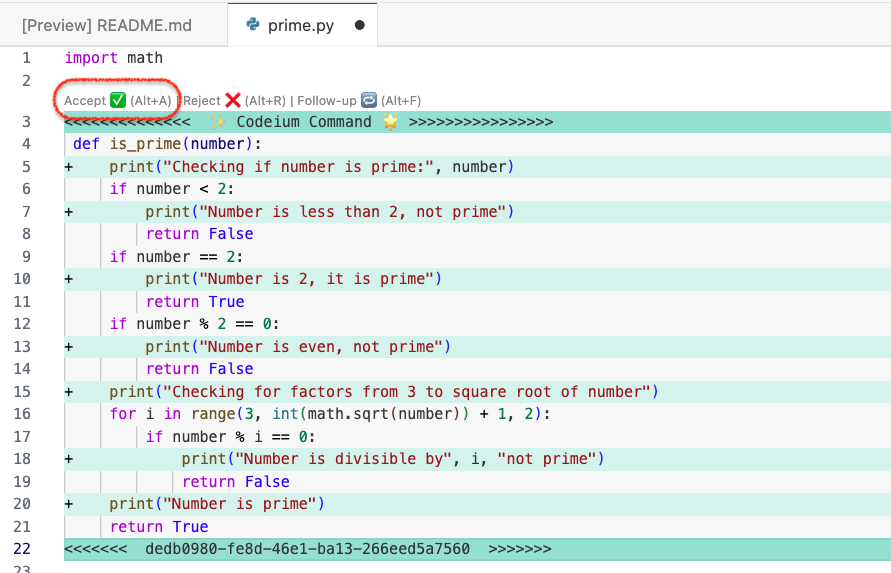 [Preview] README.md prime.py
1 import math
2
Accept ✅ (Alt+A) | Reject ❌ (Alt+R) | Follow-up 🔁 (Alt+F)
3 <<<<<<<<<<<<<< ✨ Codeium Command 🌟 >>>>>>>>>>>>>>>>
4 def is_prime(number):
5 +    print("Checking if number is prime:", number)
6     if number < 2:
7 +        print("Number is less than 2, not prime")
8         return False
9     if number == 2:
10 +        print("Number is 2, it is prime")
11         return True
12     if number % 2 == 0:
13 +        print("Number is even, not prime")
14         return False
15 +    print("Checking for factors from 3 to square root of number")
16     for i in range(3, int(math.sqrt(number)) + 1, 2):
17         if number % i == 0:
18 +            print("Number is divisible by", i, "not prime")
19             return False
20 +    print("Number is prime")
21     return True
22 <<<<<<< dedb0980-fe8d-46e1-ba13-266eed5a7560 >>>>>>>
23